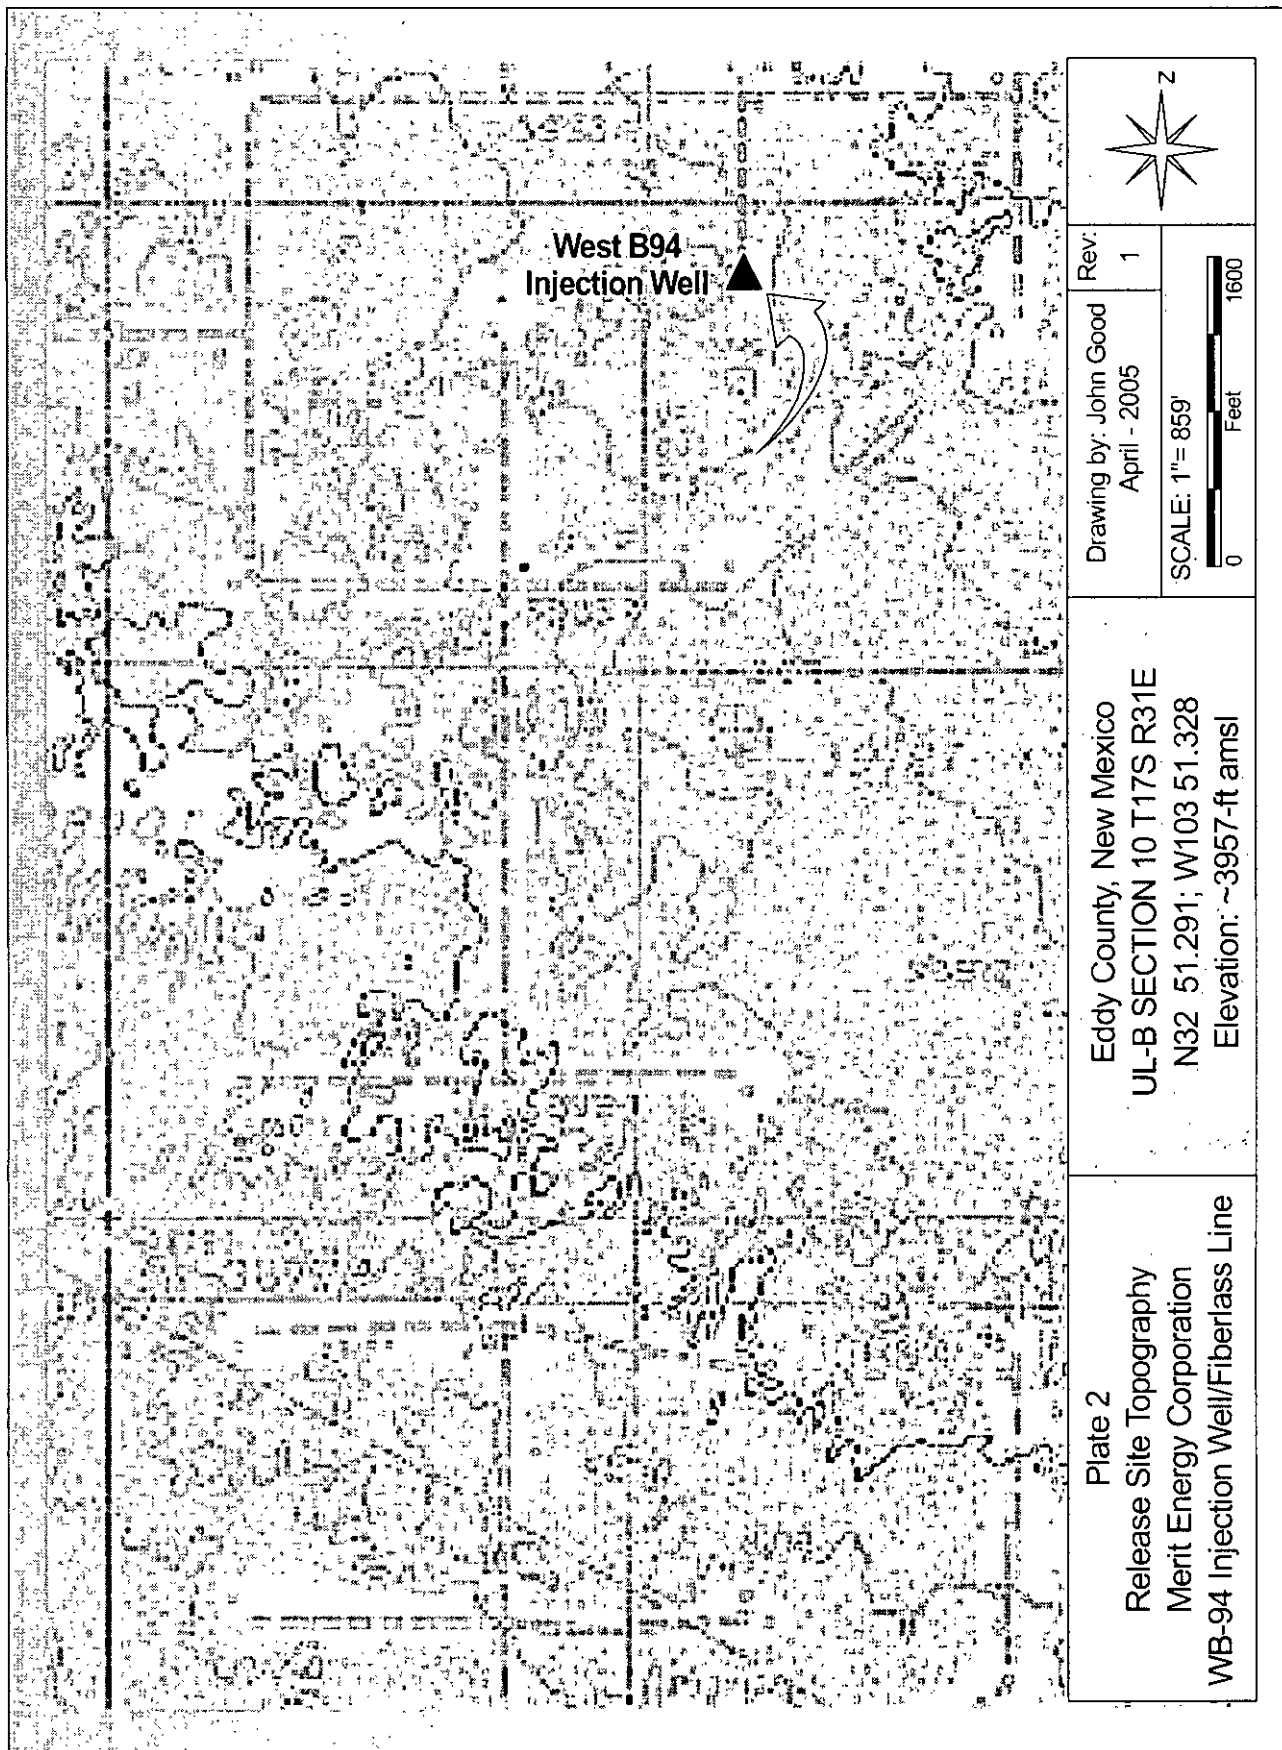 West B94
Injection Well
Plate 2
Release Site Topography
Merit Energy Corporation
WB-94 Injection Well/Fiberlass Line
Eddy County, New Mexico
UL-B SECTION 10 T17S R31E
N32 51.291; W103 51.328
Elevation: ~3957-ft amsl
Drawing by: John Good
April - 2005
Rev:
1
SCALE: 1"= 859'
0
Feet
1600
N